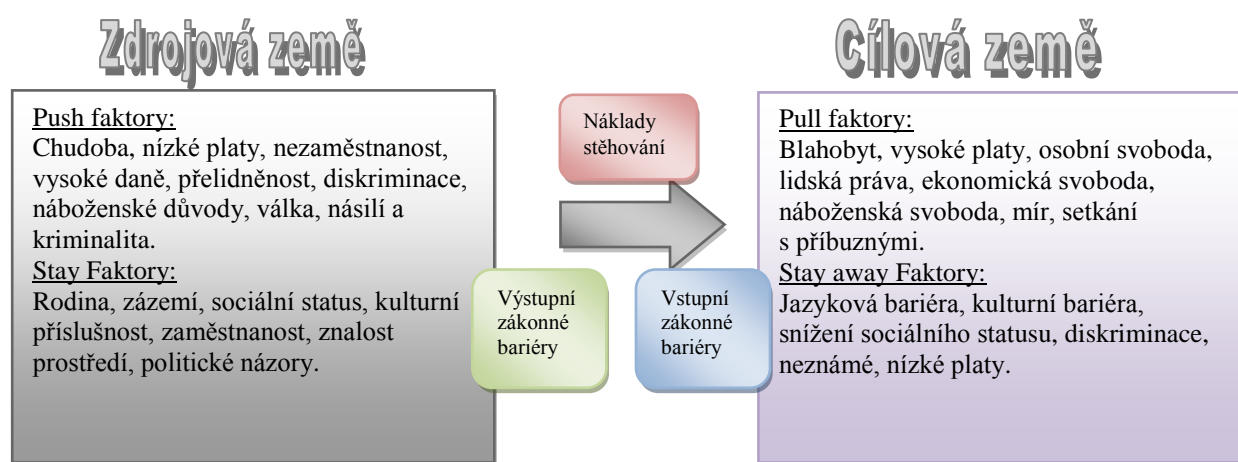 Zdrojová země
Push faktory:
Chudoba, nízké platy, nezaměstnanost,
vysoké daně, přelidněnost, diskriminace,
náboženské důvody, válka, násilí a
kriminalita.
Stay Faktory:
Rodina, zázemí, sociální status, kulturní
příslušnost, zaměstnanost, znalost
prostředí, politické názory.
Náklady
stěhování
Výstupní
zákonné
bariéry
Vstupní
zákonné
bariéry
Cílová země
Pull faktory:
Blahobyt, vysoké platy, osobní svoboda,
lidská práva, ekonomická svoboda,
náboženská svoboda, mír, setkání
s příbuznými.
Stay away Faktory:
Jazyková bariéra, kulturní bariéra,
snížení sociálního statusu, diskriminace,
neznámé, nízké platy.